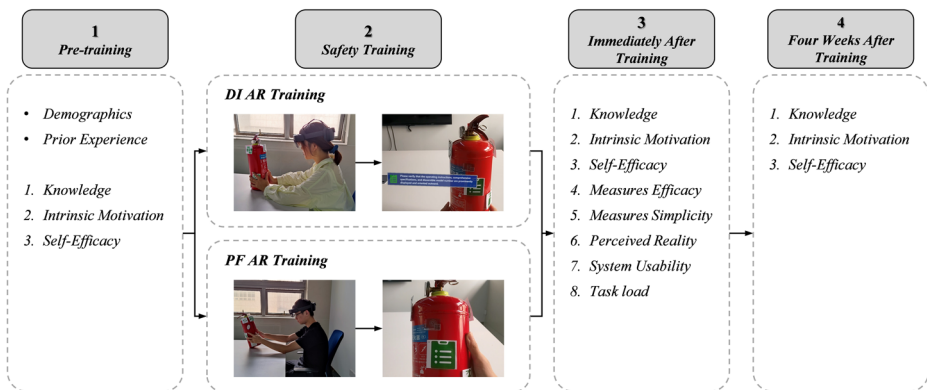 1
Pre-training
2
Safety Training
3
Immediately After
Training
4
Four Weeks After
Training
• Demographics
• Prior Experience
1. Knowledge
2. Intrinsic Motivation
3. Self-Efficacy
DI AR Training
PF AR Training
1. Knowledge
2. Intrinsic Motivation
3. Self-Efficacy
4. Measures Efficacy
5. Measures Simplicity
6. Perceived Reality
7. System Usability
8. Task load
1. Knowledge
2. Intrinsic Motivation
3. Self-Efficacy